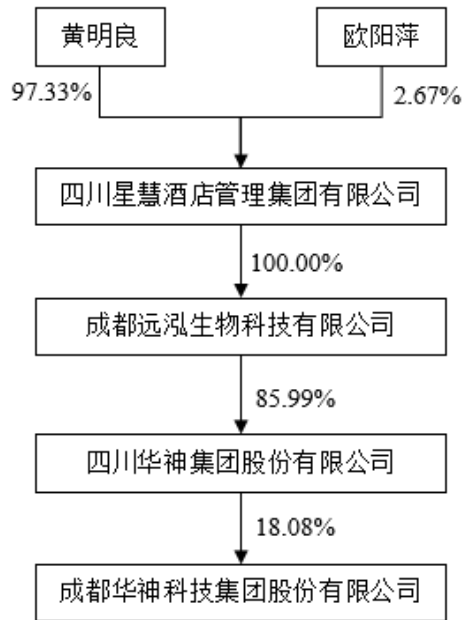 黄明良
欧阳萍
97.33%
2.67%
四川星慧酒店管理集团有限公司
100.00%
成都远泓生物科技有限公司
85.99%
四川华神集团股份有限公司
18.08%
成都华神科技集团股份有限公司